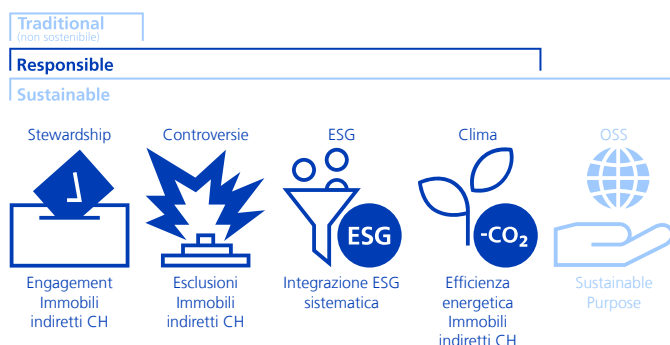 Traditional
(non sostenibile)
Responsible
Sustainable
Stewardship
Controversie
ESG
Clima
OSS
ESG
-CO₂
Engagement
Immobili
indiretti CH
Esclusioni
Immobili
indiretti CH
Integrazione ESG
sistematica
Efficienza
energetica
Immobili
indiretti CH
Sustainable
Purpose